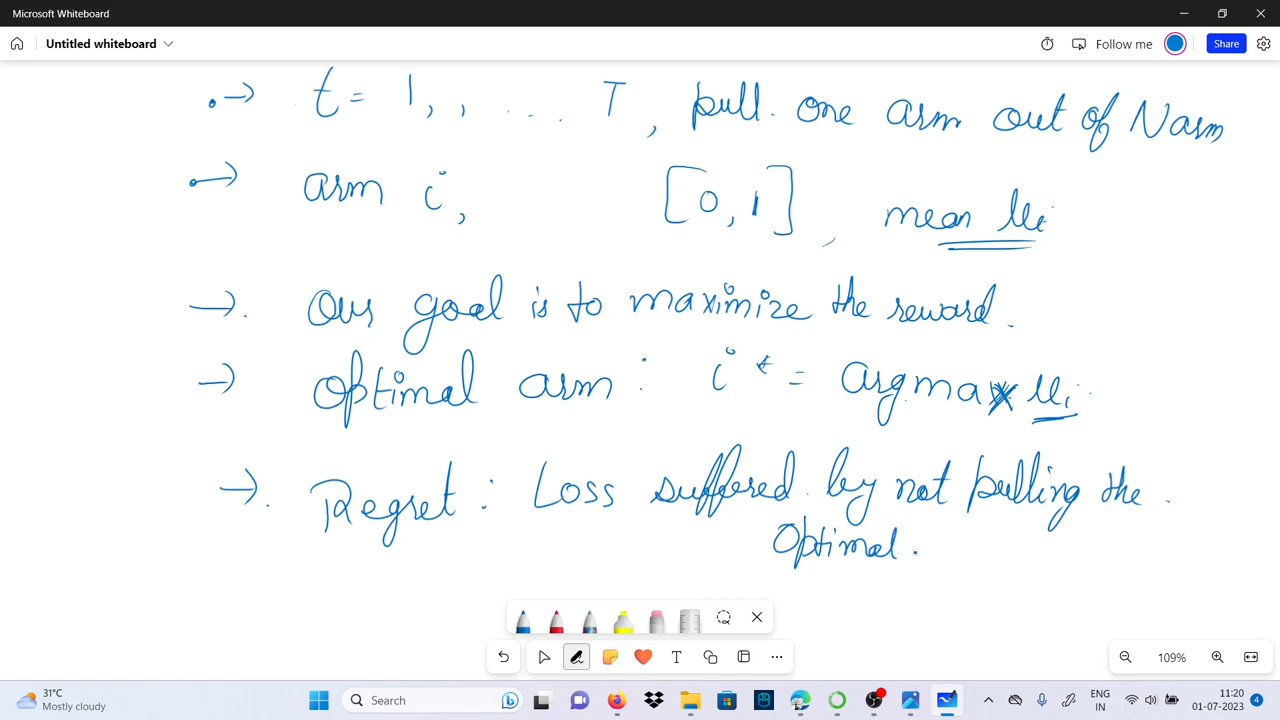 Microsoft Whiteboard
Untitled whiteboard
Follow me
Share
t = 1, , .... T, pull one arm out of N arm
arm i, [0, 1], mean μi
Our goal is to maximize the reward.
Optimal arm : i* = argmax μi
Regret : Loss suffered by not pulling the
Optimal.
109%
31°C
Mostly cloudy
Search
ENG
IN
11:20
01-07-2023
4